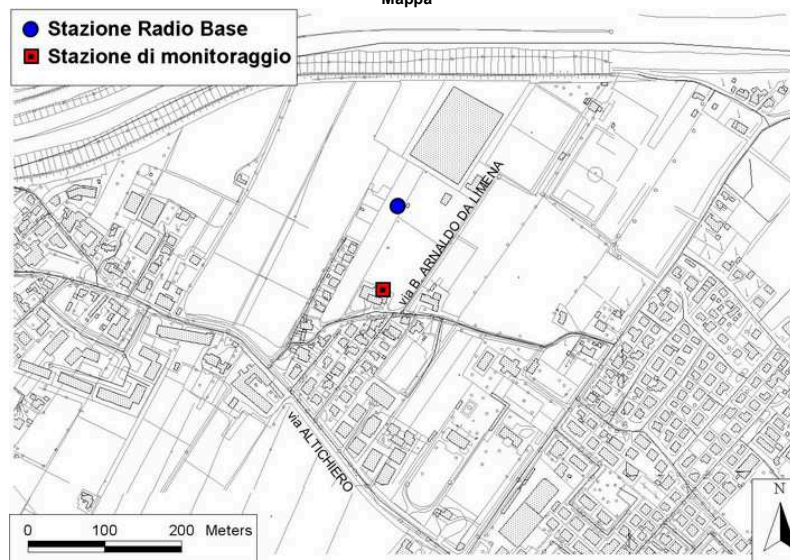 Mappa
Stazione Radio Base
Stazione di monitoraggio
via B. ARNALDO DA LIMENA
via ALTICHIERO
0 100 200 Meters
N